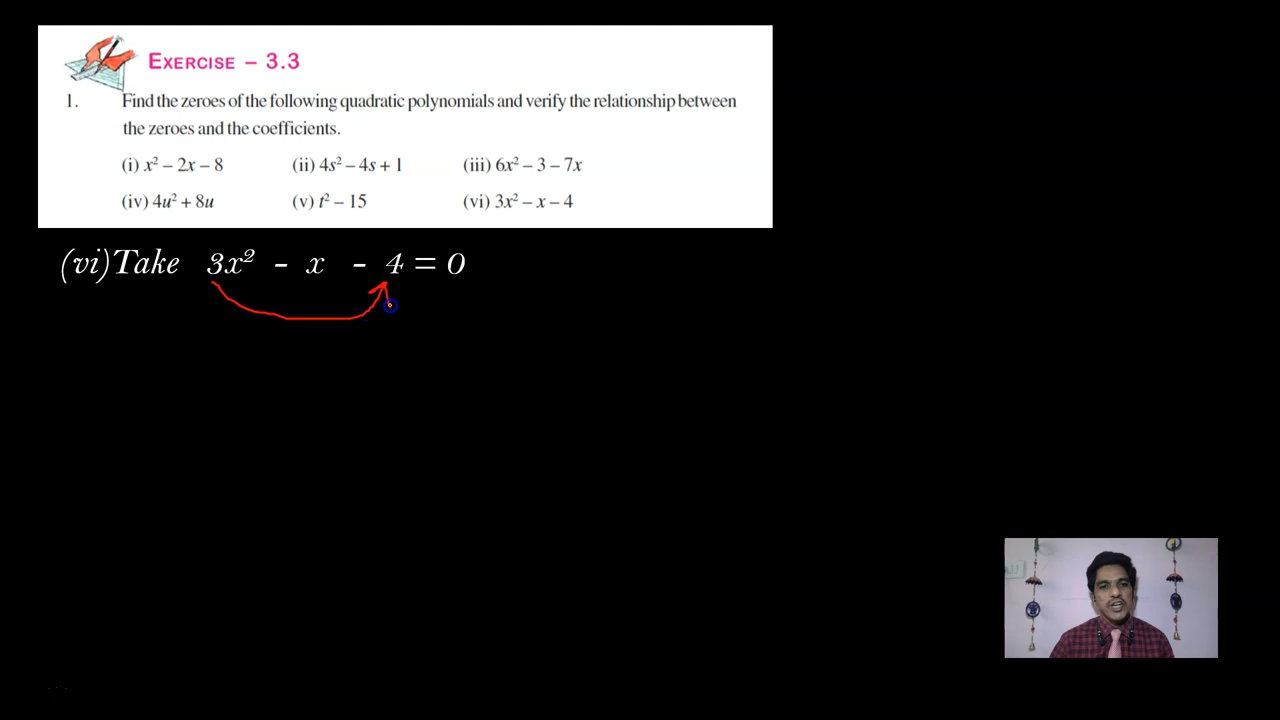 EXERCISE – 3.3
1. Find the zeroes of the following quadratic polynomials and verify the relationship between
the zeroes and the coefficients.
(i) x² – 2x – 8 (ii) 4s² – 4s + 1 (iii) 6x² – 3 – 7x
(iv) 4u² + 8u (v) t² – 15 (vi) 3x² – x – 4
(vi) Take 3x² - x - 4 = 0